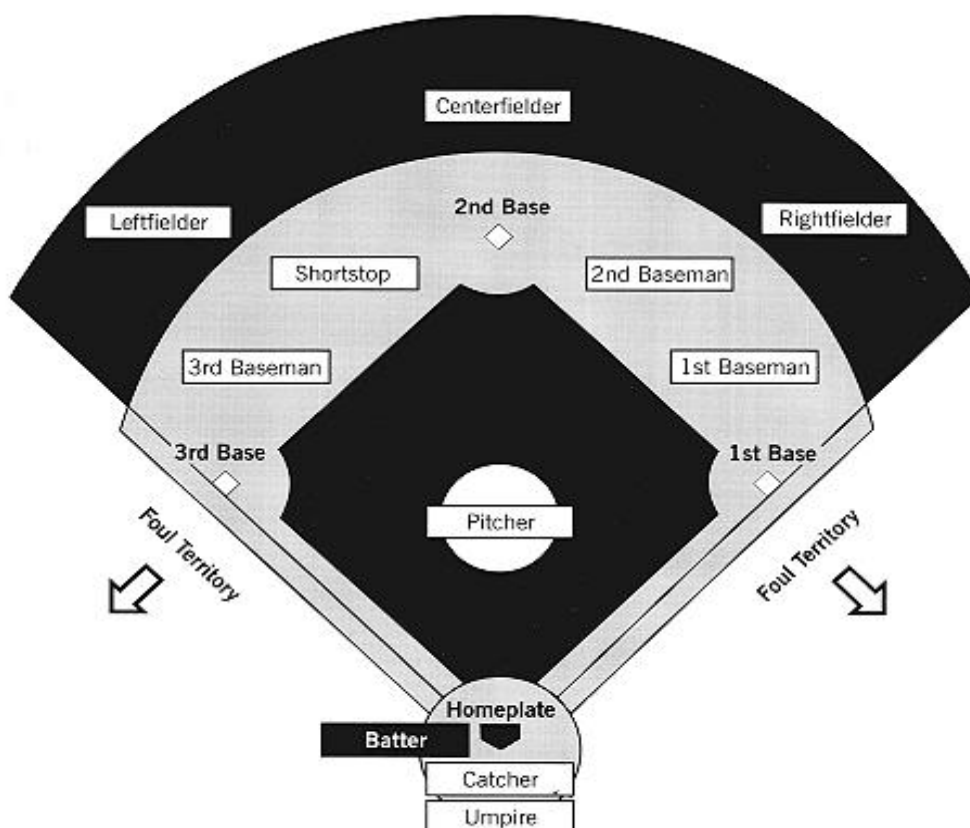 Centerfielder
Leftfielder
2nd Base
Rightfielder
Shortstop
2nd Baseman
3rd Baseman
1st Baseman
3rd Base
1st Base
Pitcher
Foul Territory
Foul Territory
Homeplate
Batter
Catcher
Umpire